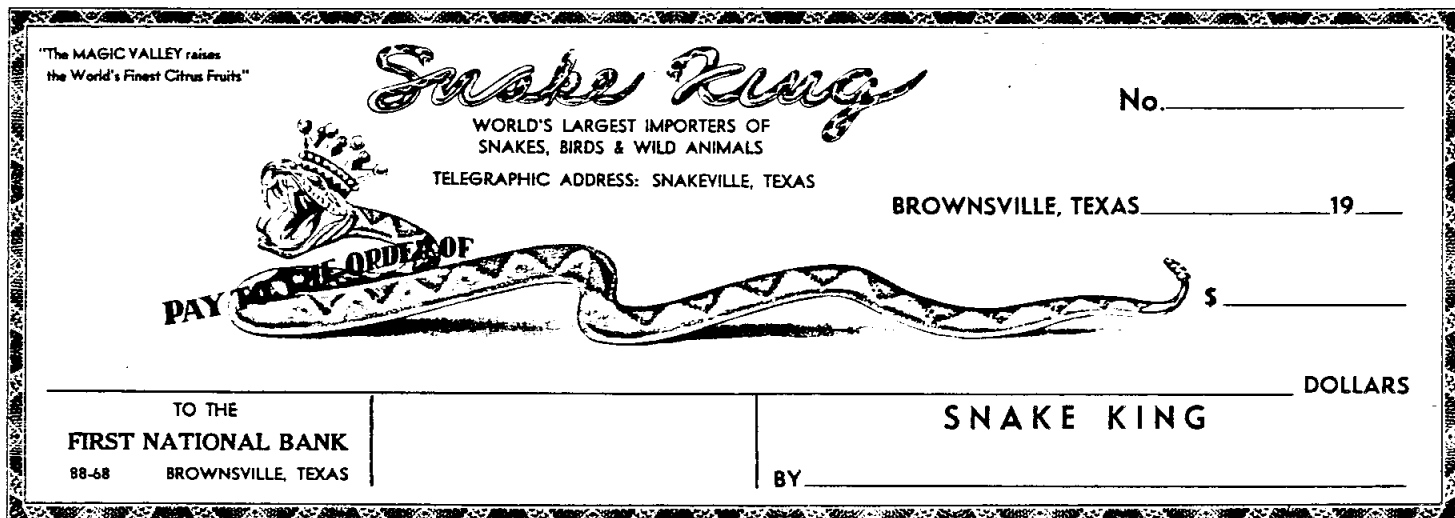 "The MAGIC VALLEY raises
the World's Finest Citrus Fruits"
Snake King
WORLD'S LARGEST IMPORTERS OF
SNAKES, BIRDS & WILD ANIMALS
TELEGRAPHIC ADDRESS: SNAKEVILLE, TEXAS
No.
BROWNSVILLE, TEXAS 19
PAY TO THE ORDER OF
$
DOLLARS
TO THE
FIRST NATIONAL BANK
88-68 BROWNSVILLE, TEXAS
SNAKE KING
BY